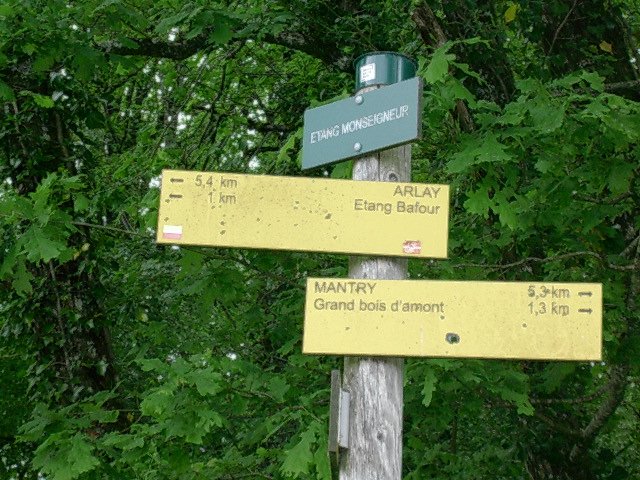 ETANG MONSEIGNEUR
← 5,4 km ARLAY
← 1 km Etang Bafour
MANTRY 5,3 km →
Grand bois d'amont 1,3 km →